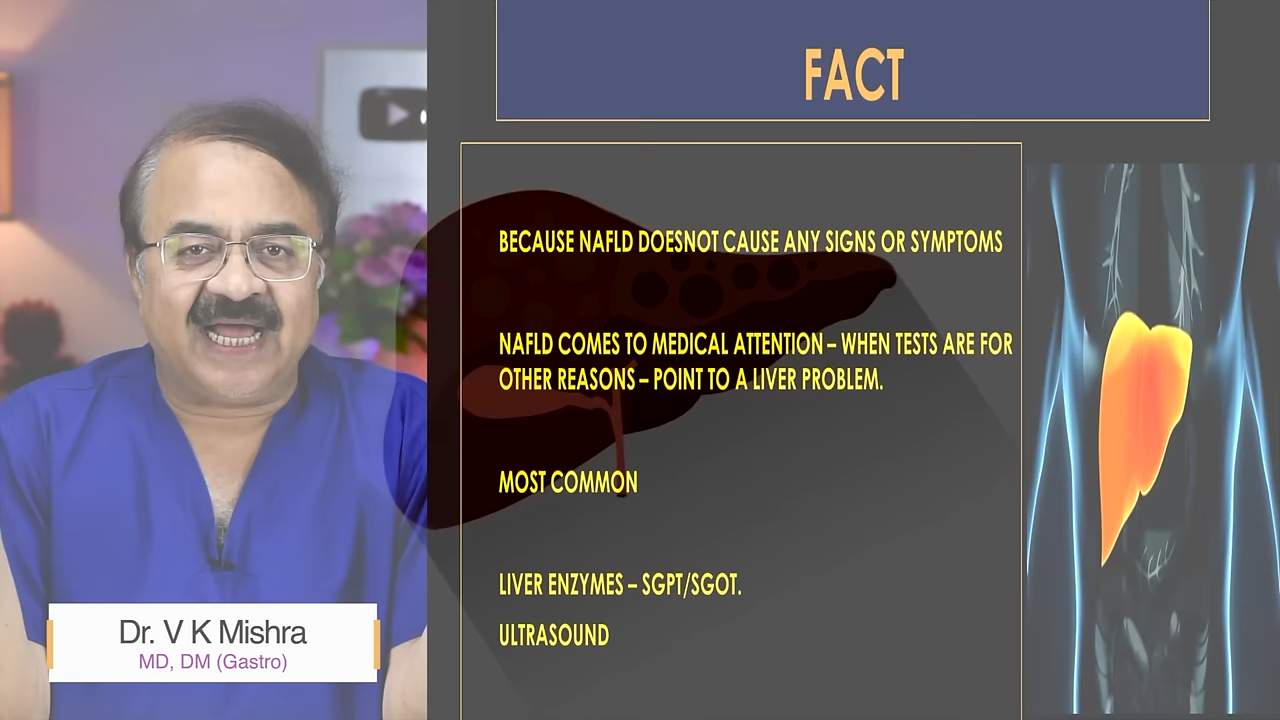 FACT
BECAUSE NAFLD DOESNOT CAUSE ANY SIGNS OR SYMPTOMS
NAFLD COMES TO MEDICAL ATTENTION – WHEN TESTS ARE FOR
OTHER REASONS – POINT TO A LIVER PROBLEM.
MOST COMMON
LIVER ENZYMES – SGPT/SGOT.
ULTRASOUND
Dr. V K Mishra
MD, DM (Gastro)